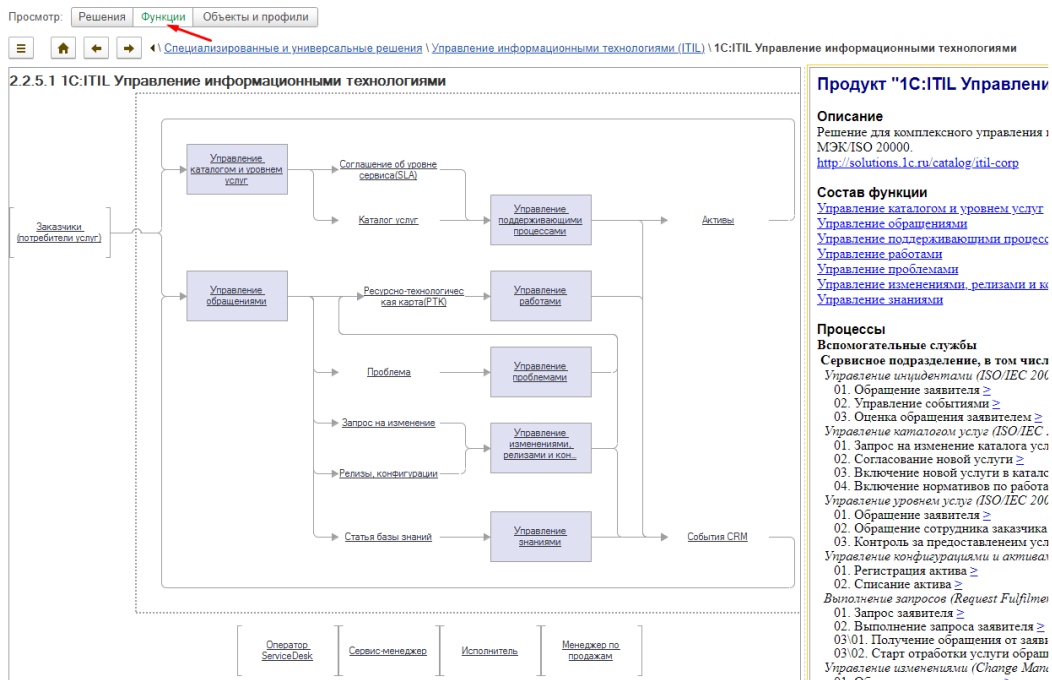 Просмотр: Решения Функции Объекты и профили
\ Специализированные и универсальные решения \ Управление информационными технологиями (ITIL) \ 1С:ITIL Управление информационными технологиями
2.2.5.1 1С:ITIL Управление информационными технологиями
Заказчики
(потребители услуг)
Управление
каталогом и уровнем
услуг
Соглашение об уровне
сервиса(SLA)
Каталог услуг
Управление
поддерживающими
процессами
Активы
Управление
обращениями
Ресурсно-технологичес
кая карта(РТК)
Управление
работами
Проблема
Управление
проблемами
Запрос на изменение
Релизы, конфигурации
Управление
изменениями,
релизами и кон..
Статья базы знаний
Управление
знаниями
События CRM
Оператор
ServiceDesk
Сервис-менеджер
Исполнитель
Менеджер по
продажам
Продукт "1С:ITIL Управлени
Описание
Решение для комплексного управления
МЭК/ISO 20000.
http://solutions.1c.ru/catalog/itil-corp
Состав функции
Управление каталогом и уровнем услуг
Управление обращениями
Управление поддерживающими процесс
Управление работами
Управление проблемами
Управление изменениями, релизами и ко
Управление знаниями
Процессы
Вспомогательные службы
Сервисное подразделение, в том числ
Управление инцидентами (ISO/IEC 200
01. Обращение заявителя >
02. Управление событиями >
03. Оценка обращения заявителем >
Управление каталогом услуг (ISO/IEC
01. Запрос на изменение каталога усл
02. Согласование новой услуги >
03. Включение новой услуги в катало
04. Включение нормативов по работа
Управление уровнем услуг (ISO/IEC 200
01. Обращение заявителя >
02. Обращение сотрудника заказчика
03. Контроль за предоставленеим усл
Управление конфигурациями и активам
01. Регистрация актива >
02. Списание актива >
Выполнение запросов (Request Fulfilmen
01. Запрос заявителя >
02. Выполнение запроса заявителя >
03\01. Получение обращения от заяви
03\02. Старт отработки услуги обращ
Управление изменениями (Change Mana